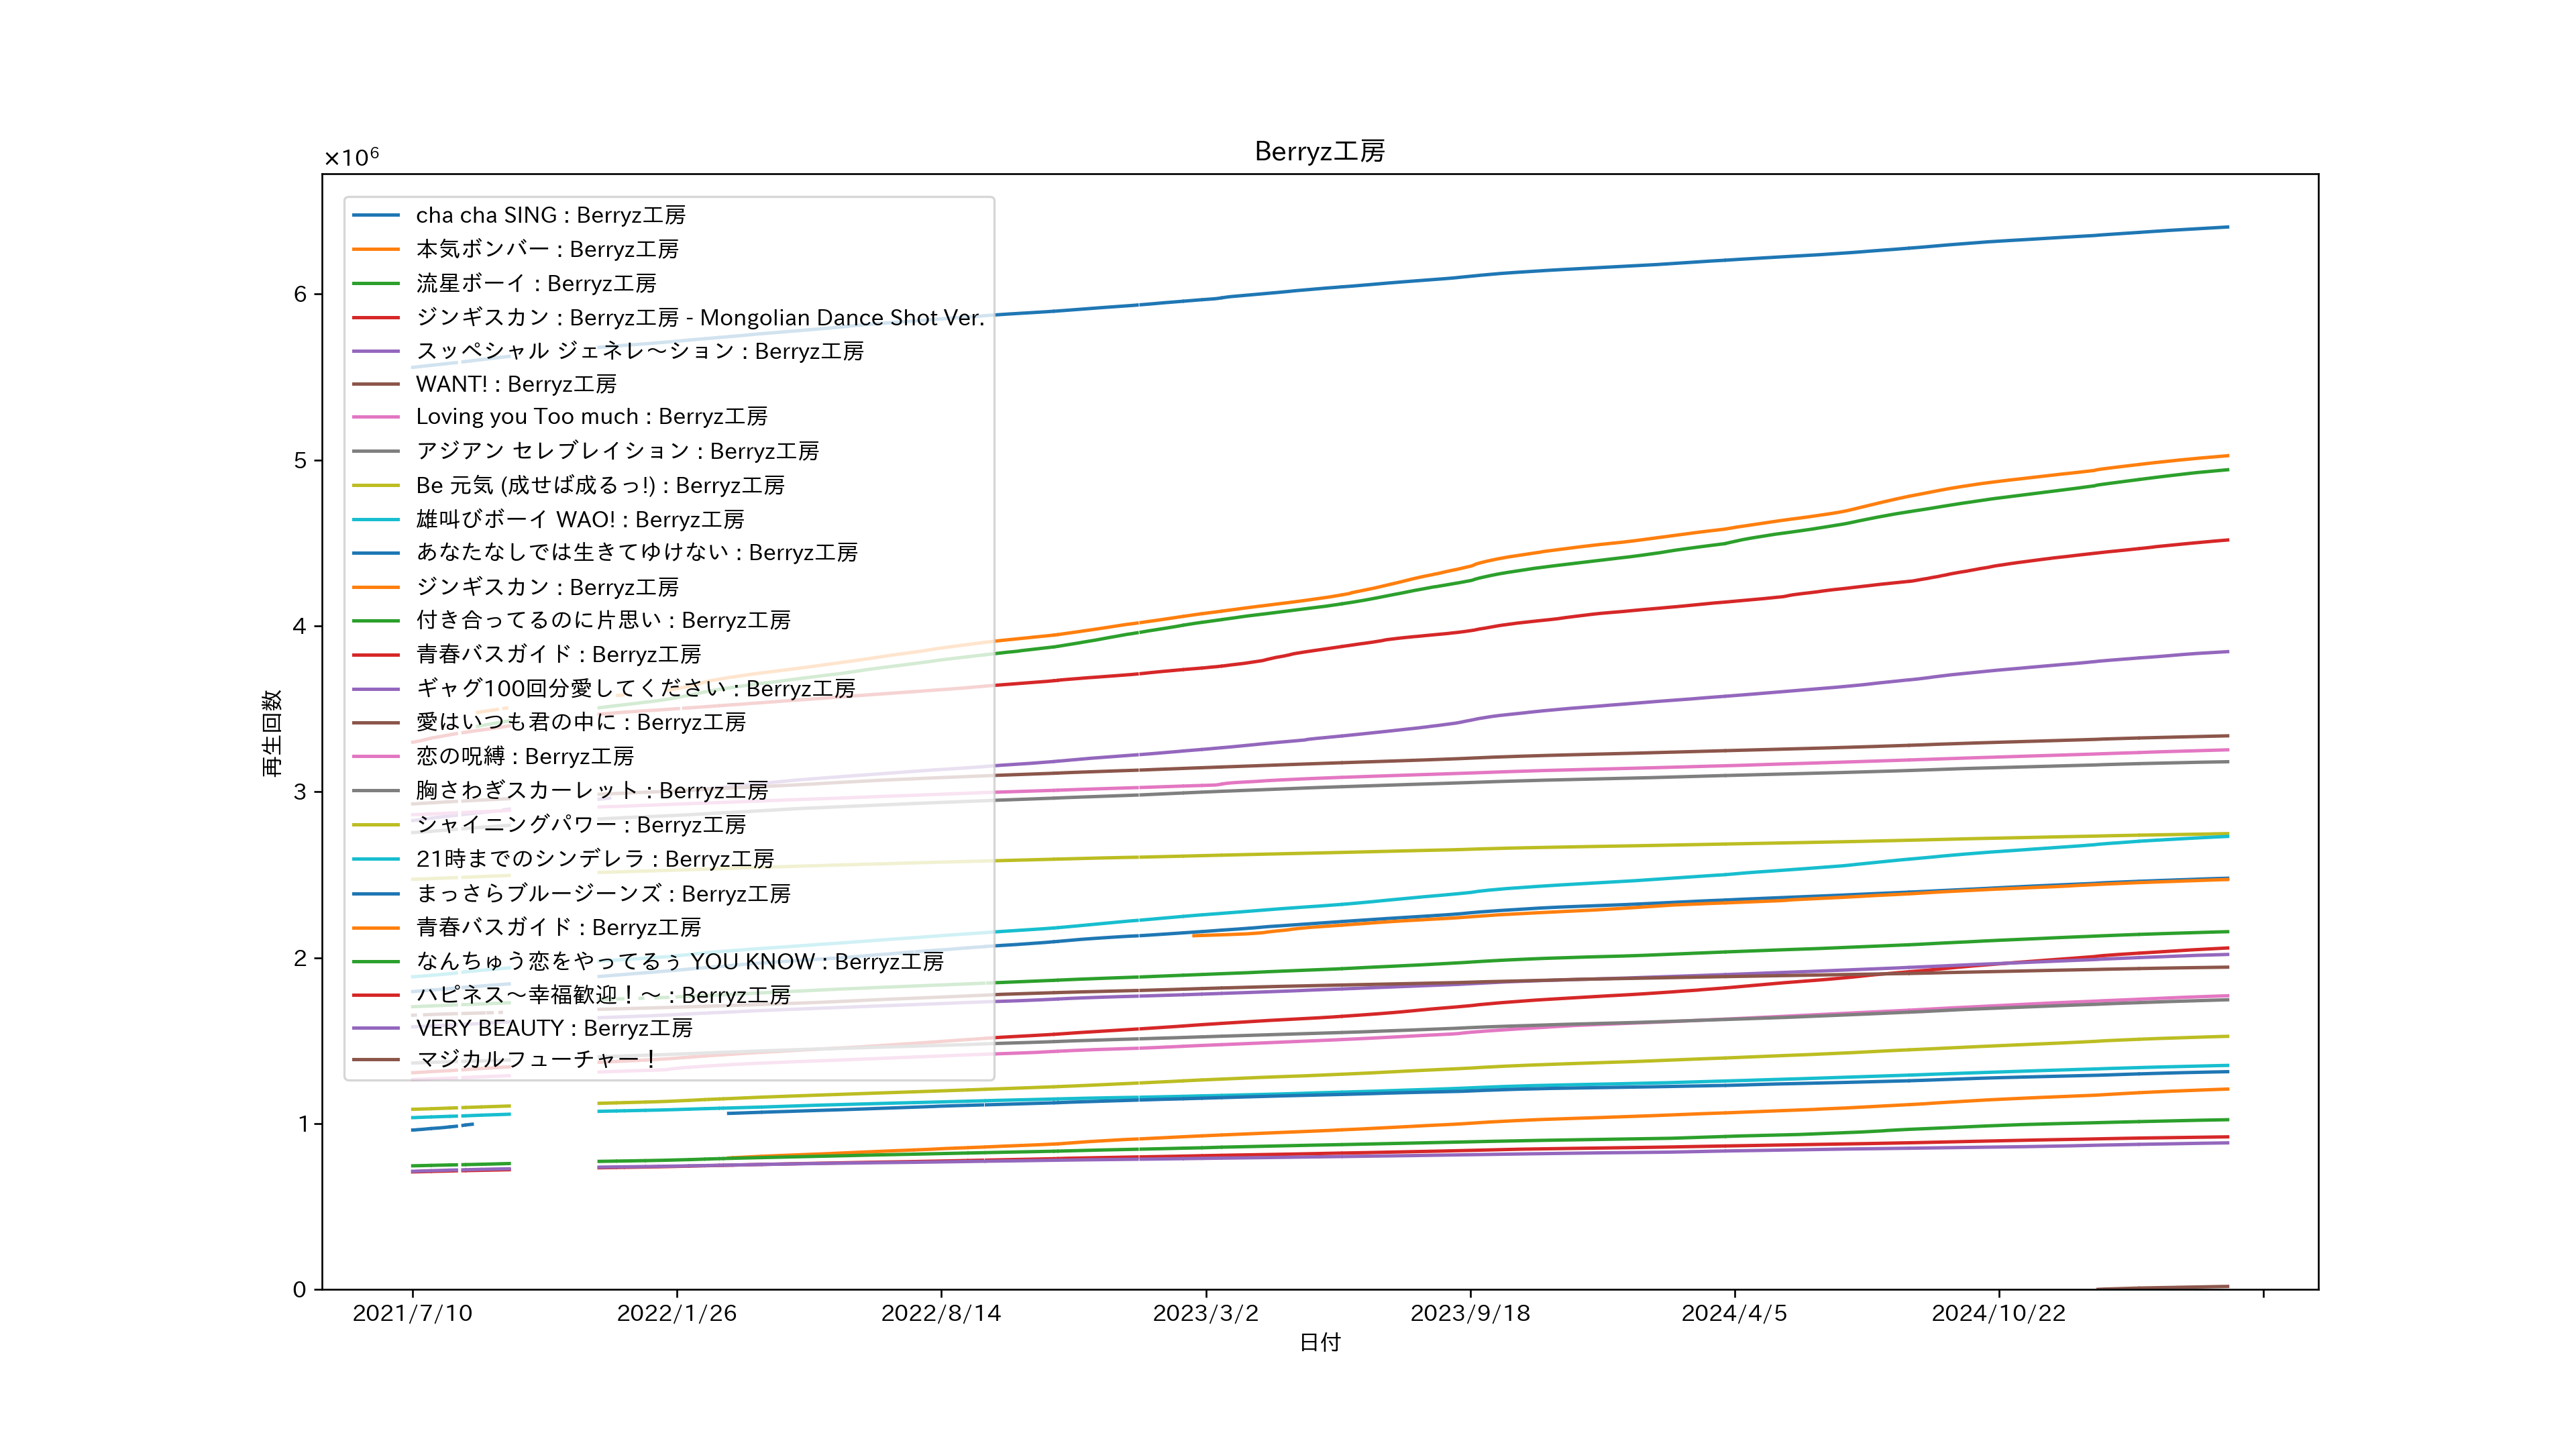 Berryz工房
×10⁶
cha cha SING : Berryz工房
本気ボンバー : Berryz工房
流星ボーイ : Berryz工房
ジンギスカン : Berryz工房 - Mongolian Dance Shot Ver.
スッペシャル ジェネレ〜ション : Berryz工房
WANT! : Berryz工房
Loving you Too much : Berryz工房
アジアン セレブレイション : Berryz工房
Be 元気 (成せば成るっ!) : Berryz工房
雄叫びボーイ WAO! : Berryz工房
あなたなしでは生きてゆけない : Berryz工房
ジンギスカン : Berryz工房
付き合ってるのに片思い : Berryz工房
青春バスガイド : Berryz工房
ギャグ100回分愛してください : Berryz工房
愛はいつも君の中に : Berryz工房
恋の呪縛 : Berryz工房
胸さわぎスカーレット : Berryz工房
シャイニングパワー : Berryz工房
21時までのシンデレラ : Berryz工房
まっさらブルージーンズ : Berryz工房
青春バスガイド : Berryz工房
なんちゅう恋をやってるぅ YOU KNOW : Berryz工房
ハピネス〜幸福歓迎！〜 : Berryz工房
VERY BEAUTY : Berryz工房
マジカルフューチャー！
6
5
4
3
2
1
0
再生回数
2021/7/10
2022/1/26
2022/8/14
2023/3/2
2023/9/18
2024/4/5
2024/10/22
日付